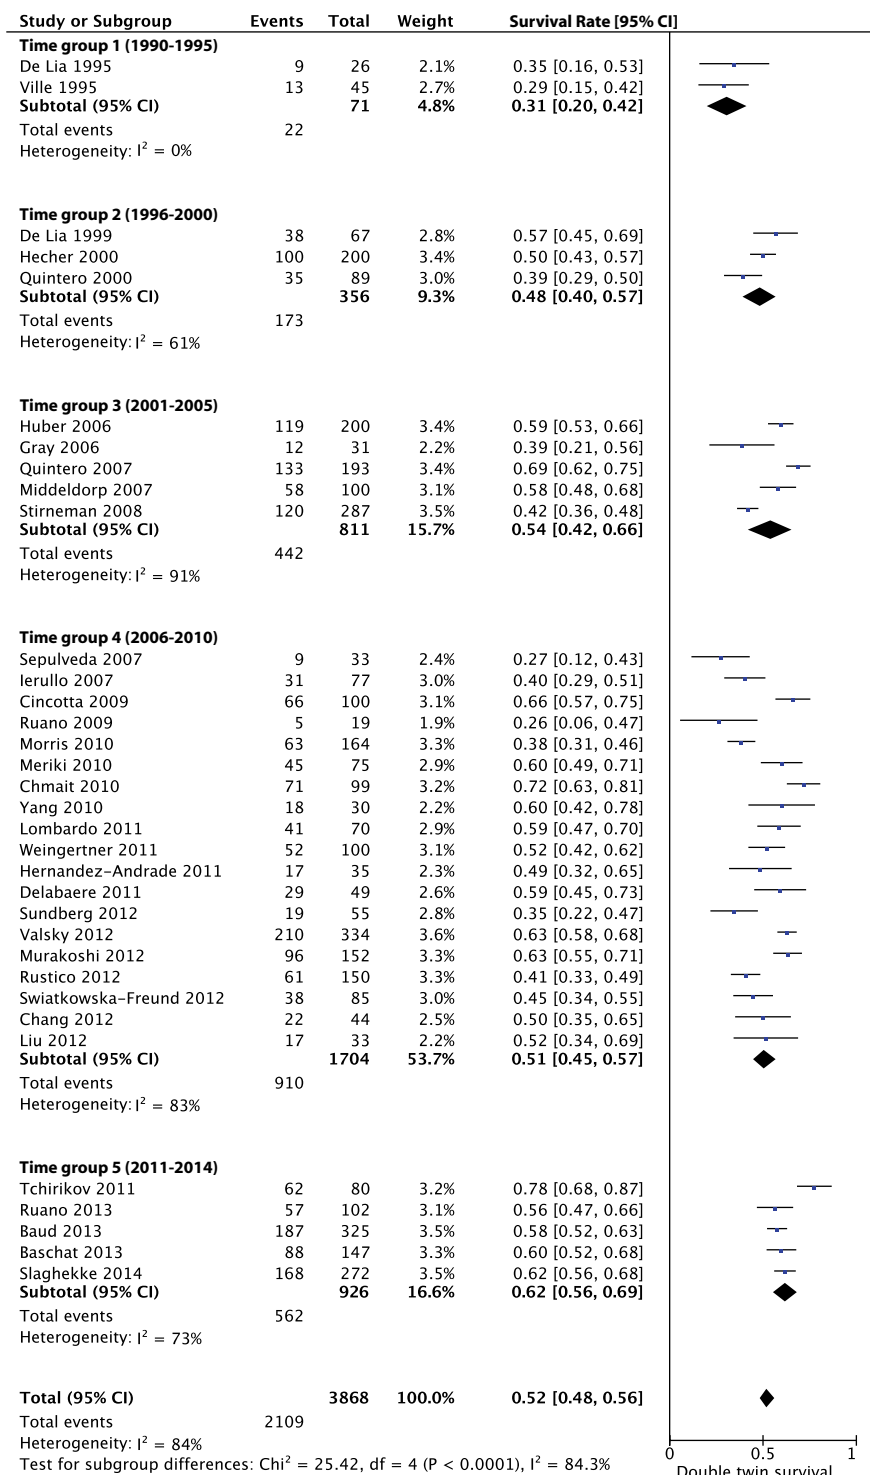 Study or Subgroup Events Total Weight Survival Rate [95% CI]
Time group 1 (1990-1995)
De Lia 1995 9 26 2.1% 0.35 [0.16, 0.53]
Ville 1995 13 45 2.7% 0.29 [0.15, 0.42]
Subtotal (95% CI) 71 4.8% 0.31 [0.20, 0.42]
Total events 22
Heterogeneity: I² = 0%
Time group 2 (1996-2000)
De Lia 1999 38 67 2.8% 0.57 [0.45, 0.69]
Hecher 2000 100 200 3.4% 0.50 [0.43, 0.57]
Quintero 2000 35 89 3.0% 0.39 [0.29, 0.50]
Subtotal (95% CI) 356 9.3% 0.48 [0.40, 0.57]
Total events 173
Heterogeneity: I² = 61%
Time group 3 (2001-2005)
Huber 2006 119 200 3.4% 0.59 [0.53, 0.66]
Gray 2006 12 31 2.2% 0.39 [0.21, 0.56]
Quintero 2007 133 193 3.4% 0.69 [0.62, 0.75]
Middeldorp 2007 58 100 3.1% 0.58 [0.48, 0.68]
Stirneman 2008 120 287 3.5% 0.42 [0.36, 0.48]
Subtotal (95% CI) 811 15.7% 0.54 [0.42, 0.66]
Total events 442
Heterogeneity: I² = 91%
Time group 4 (2006-2010)
Sepulveda 2007 9 33 2.4% 0.27 [0.12, 0.43]
Ierullo 2007 31 77 3.0% 0.40 [0.29, 0.51]
Cincotta 2009 66 100 3.1% 0.66 [0.57, 0.75]
Ruano 2009 5 19 1.9% 0.26 [0.06, 0.47]
Morris 2010 63 164 3.3% 0.38 [0.31, 0.46]
Meriki 2010 45 75 2.9% 0.60 [0.49, 0.71]
Chmait 2010 71 99 3.2% 0.72 [0.63, 0.81]
Yang 2010 18 30 2.2% 0.60 [0.42, 0.78]
Lombardo 2011 41 70 2.9% 0.59 [0.47, 0.70]
Weingertner 2011 52 100 3.1% 0.52 [0.42, 0.62]
Hernandez-Andrade 2011 17 35 2.3% 0.49 [0.32, 0.65]
Delabaere 2011 29 49 2.6% 0.59 [0.45, 0.73]
Sundberg 2012 19 55 2.8% 0.35 [0.22, 0.47]
Valsky 2012 210 334 3.6% 0.63 [0.58, 0.68]
Murakoshi 2012 96 152 3.3% 0.63 [0.55, 0.71]
Rustico 2012 61 150 3.3% 0.41 [0.33, 0.49]
Swiatkowska-Freund 2012 38 85 3.0% 0.45 [0.34, 0.55]
Chang 2012 22 44 2.5% 0.50 [0.35, 0.65]
Liu 2012 17 33 2.2% 0.52 [0.34, 0.69]
Subtotal (95% CI) 1704 53.7% 0.51 [0.45, 0.57]
Total events 910
Heterogeneity: I² = 83%
Time group 5 (2011-2014)
Tchirikov 2011 62 80 3.2% 0.78 [0.68, 0.87]
Ruano 2013 57 102 3.1% 0.56 [0.47, 0.66]
Baud 2013 187 325 3.5% 0.58 [0.52, 0.63]
Baschat 2013 88 147 3.3% 0.60 [0.52, 0.68]
Slaghekke 2014 168 272 3.5% 0.62 [0.56, 0.68]
Subtotal (95% CI) 926 16.6% 0.62 [0.56, 0.69]
Total events 562
Heterogeneity: I² = 73%
Total (95% CI) 3868 100.0% 0.52 [0.48, 0.56]
Total events 2109
Heterogeneity: I² = 84%
Test for subgroup differences: Chi² = 25.42, df = 4 (P < 0.0001), I² = 84.3%
0 0.5 1
Double twin survival